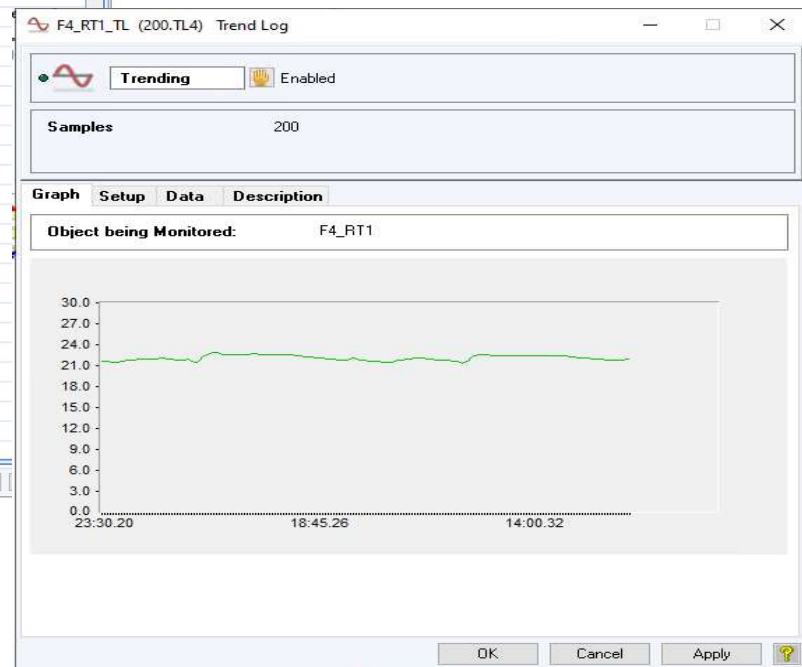 F4_RT1_TL (200.TL4) Trend Log
Trending Enabled
Samples 200
Graph Setup Data Description
Object being Monitored: F4_RT1
30.0
27.0
24.0
21.0
18.0
15.0
12.0
9.0
6.0
3.0
0.0
23:30.20 18:45.26 14:00.32
OK Cancel Apply ?